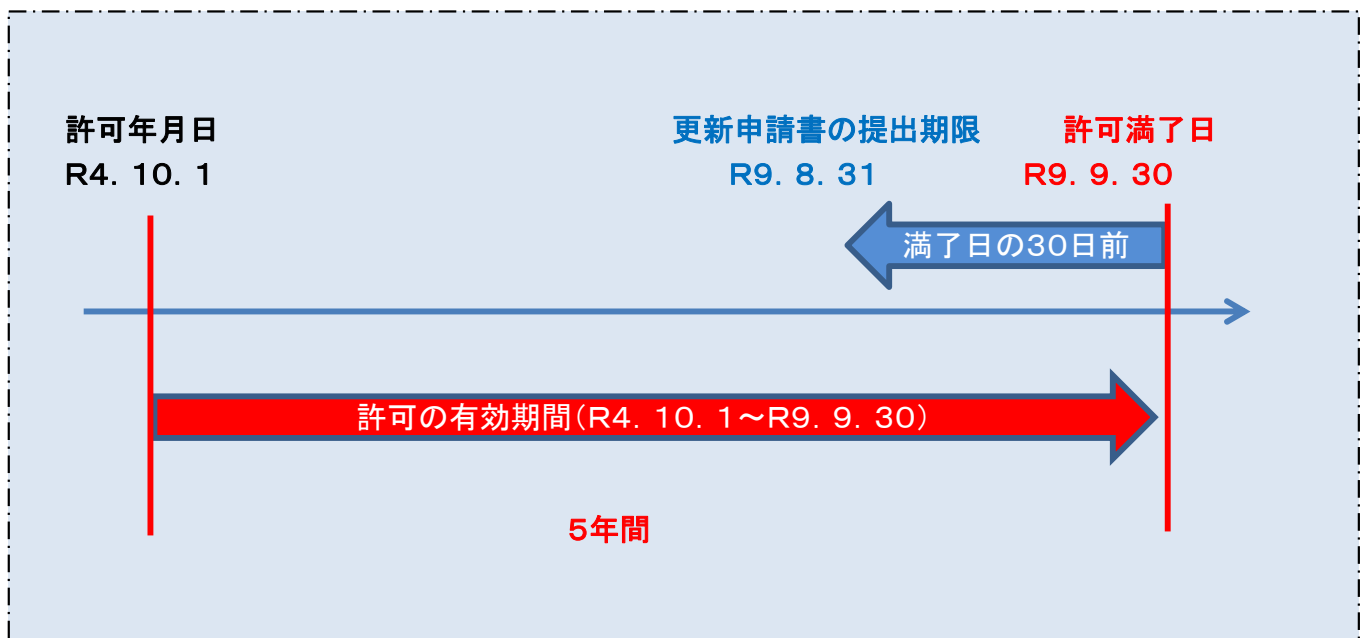 許可年月日
R4．10．1
更新申請書の提出期限
R9．8．31
許可満了日
R9．9．30
満了日の30日前
許可の有効期間（R4．10．1～R9．9．30）
5年間